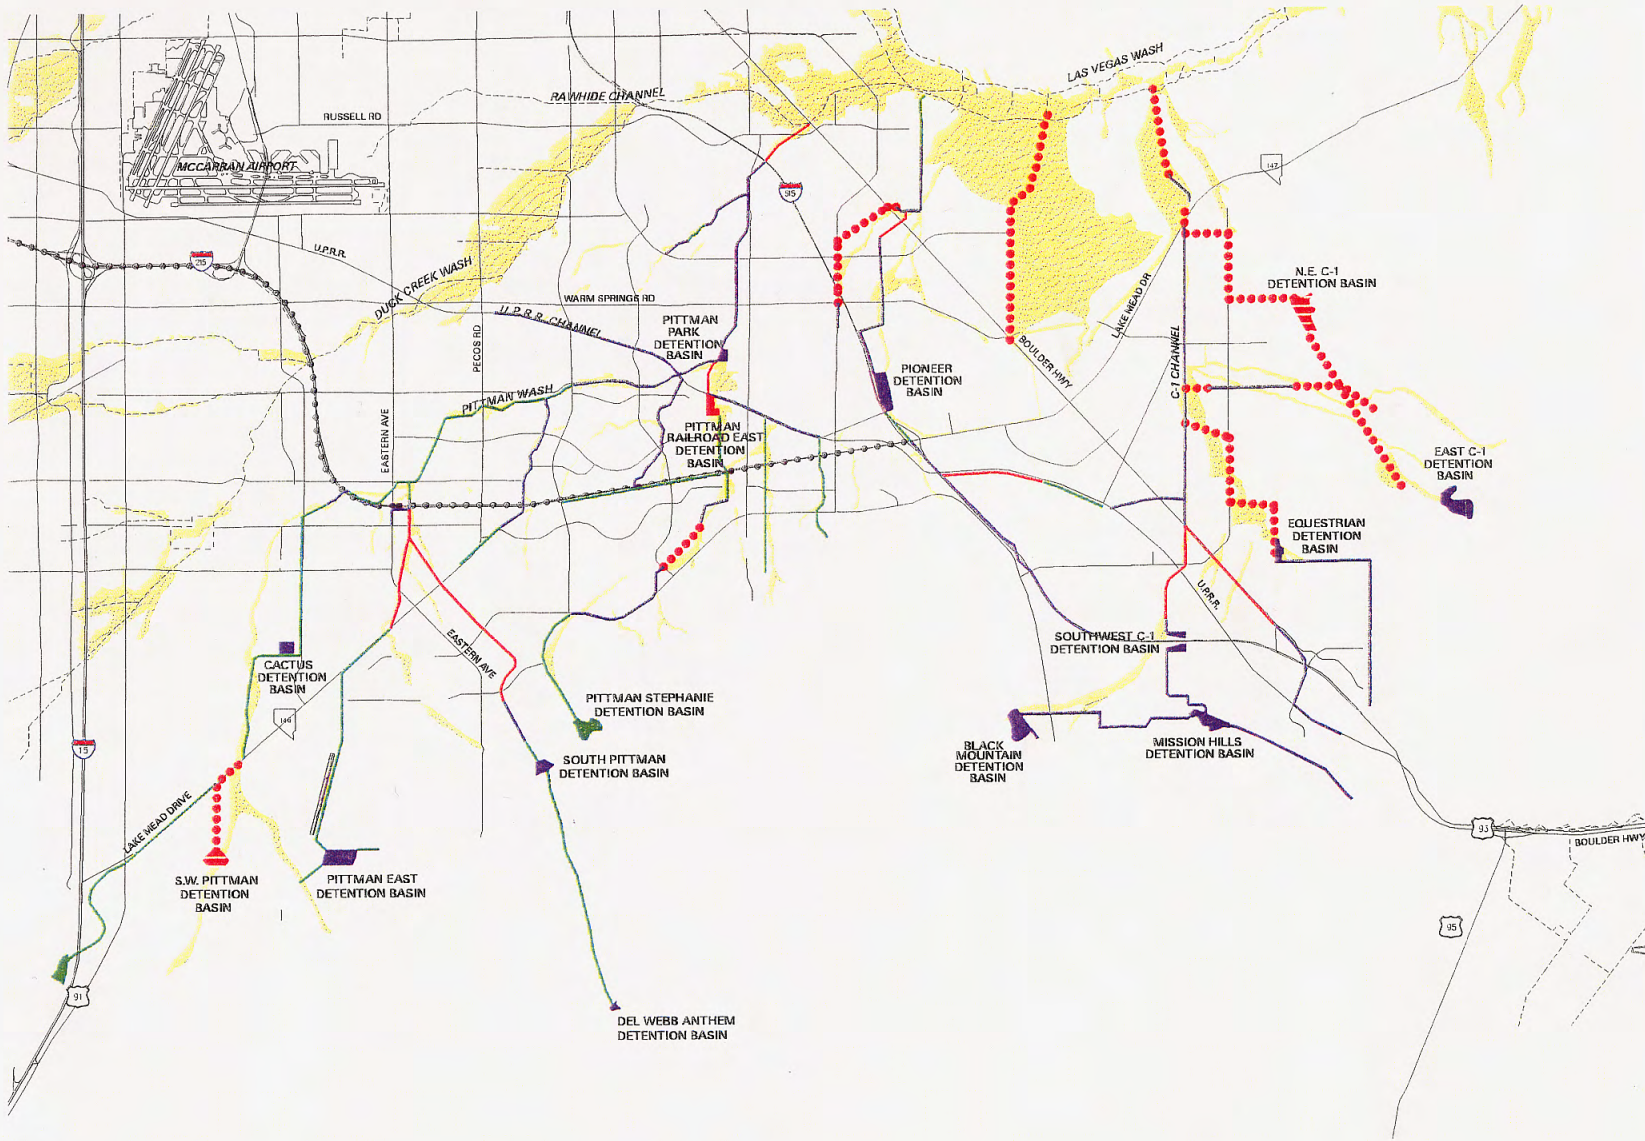 LAS VEGAS WASH
RAWHIDE CHANNEL
RUSSELL RD
MCCARRAN AIRPORT
147
515
U.P.R.R.
215
DUCK CREEK WASH
WARM SPRINGS RD
N.E. C-1
DETENTION BASIN
LAKE MEAD DR
U.P.R.R. CHANNEL
PITTMAN
PARK
DETENTION
BASIN
PECOS RD
BOULDER HWY
C-1 CHANNEL
PIONEER
DETENTION
BASIN
PITTMAN WASH
EASTERN AVE
PITTMAN
RAILROAD EAST
DETENTION
BASIN
EAST C-1
DETENTION
BASIN
EQUESTRIAN
DETENTION
BASIN
U.P.R.R.
EASTERN AVE
SOUTHWEST C-1
DETENTION BASIN
CACTUS
DETENTION
BASIN
146
PITTMAN STEPHANIE
DETENTION BASIN
15
SOUTH PITTMAN
DETENTION BASIN
BLACK
MOUNTAIN
DETENTION
BASIN
MISSION HILLS
DETENTION BASIN
LAKE MEAD DRIVE
93
BOULDER HWY
S.W. PITTMAN
DETENTION
BASIN
PITTMAN EAST
DETENTION BASIN
95
91
DEL WEBB ANTHEM
DETENTION BASIN